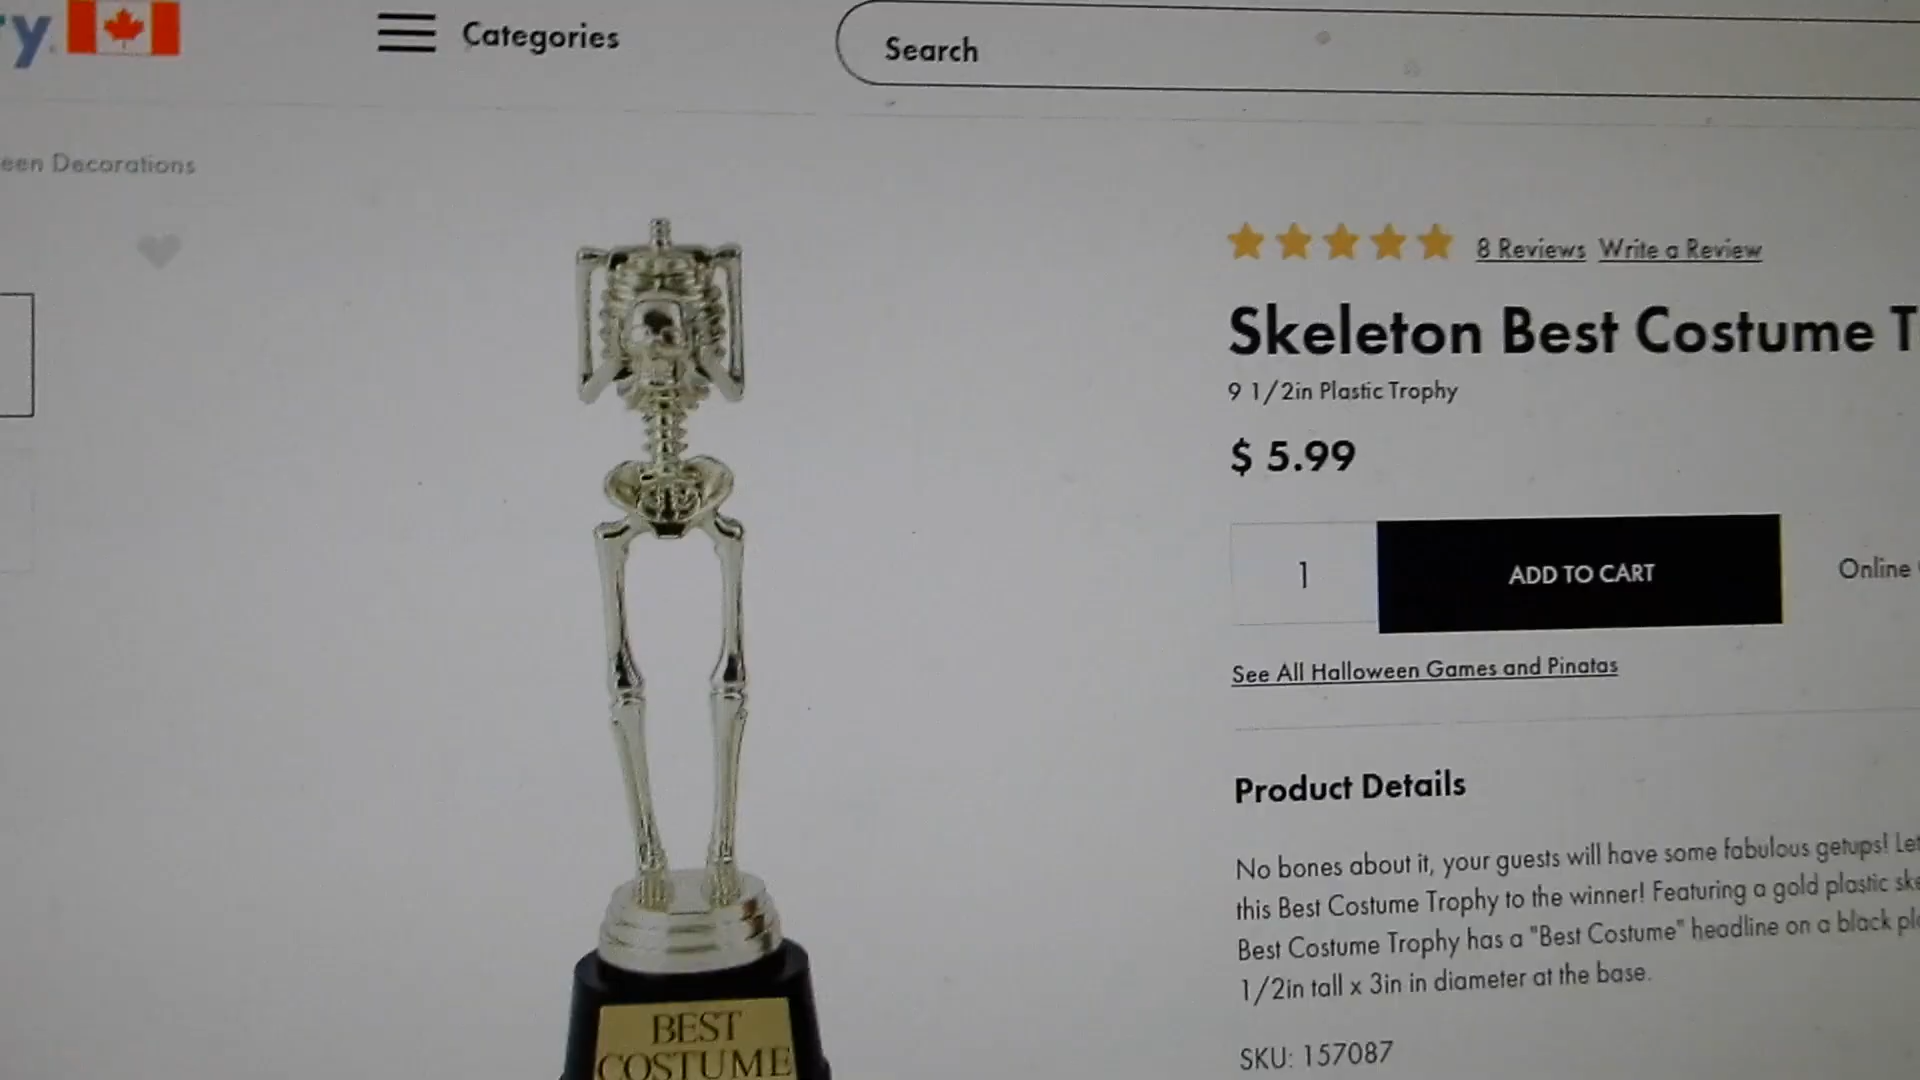 Categories
Search
Decorations
8 Reviews Write a Review
Skeleton Best Costume
9 1/2in Plastic Trophy
$ 5.99
1
ADD TO CART
Online
See All Halloween Games and Pinatas
Product Details
No bones about it, your guests will have some fabulous getups!
this Best Costume Trophy to the winner! Featuring a gold plastic
Best Costume Trophy has a "Best Costume" headline on a black
1/2in tall x 3in in diameter at the base.
SKU: 157087
BEST
COSTUME